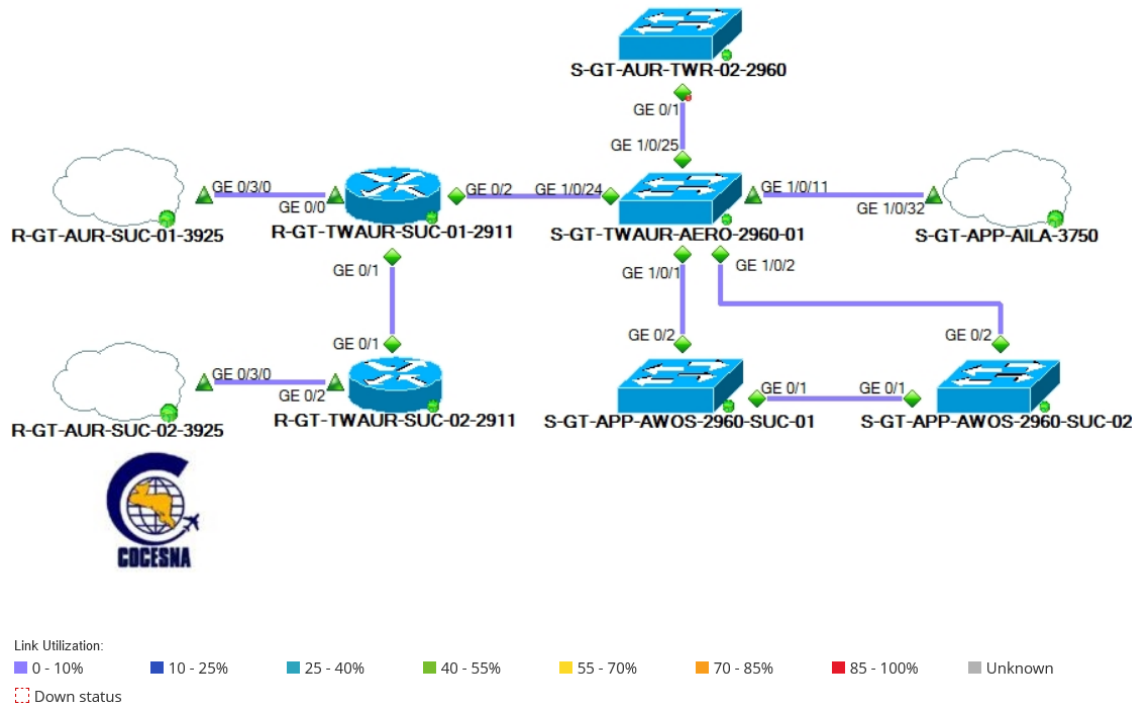 S-GT-AUR-TWR-02-2960
GE 0/1
GE 1/0/25
GE 0/3/0
GE 0/0
GE 0/2
GE 1/0/24
GE 1/0/11
GE 1/0/32
R-GT-AUR-SUC-01-3925
R-GT-TWAUR-SUC-01-2911
S-GT-TWAUR-AERO-2960-01
S-GT-APP-AILA-3750
GE 0/1
GE 1/0/1
GE 1/0/2
GE 0/1
GE 0/2
GE 0/2
GE 0/3/0
GE 0/2
GE 0/1
GE 0/1
R-GT-AUR-SUC-02-3925
R-GT-TWAUR-SUC-02-2911
S-GT-APP-AWOS-2960-SUC-01
S-GT-APP-AWOS-2960-SUC-02
COCESNA
Link Utilization:
0 - 10%
10 - 25%
25 - 40%
40 - 55%
55 - 70%
70 - 85%
85 - 100%
Unknown
Down status